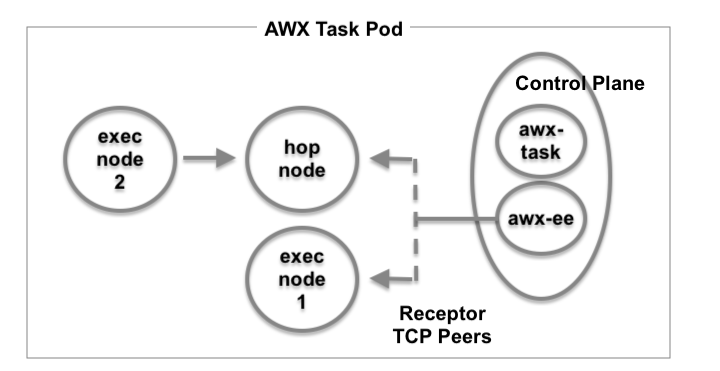 AWX Task Pod
Control Plane
exec
node
2
hop
node
awx-
task
awx-ee
exec
node
1
Receptor
TCP Peers